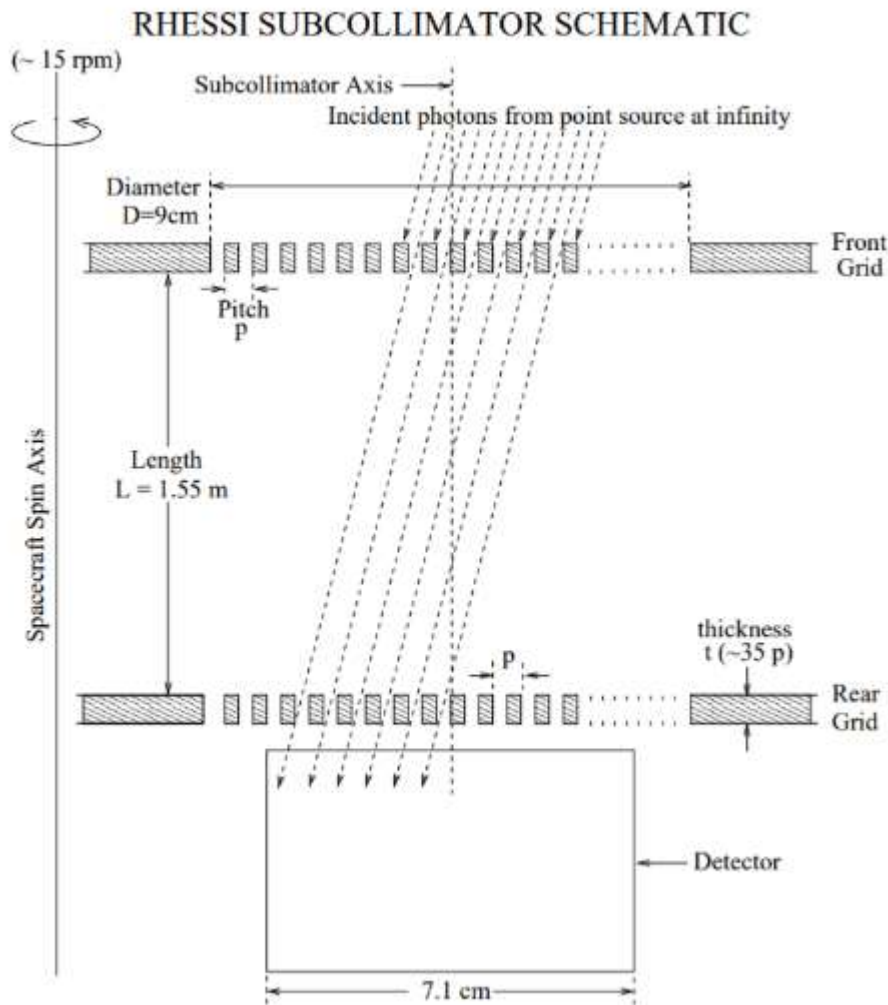 RHESSI SUBCOLLIMATOR SCHEMATIC
(~ 15 rpm)
Subcollimator Axis
Incident photons from point source at infinity
Diameter
D=9cm
Front
Grid
Pitch
p
Length
L = 1.55 m
Spacecraft Spin Axis
p
thickness
t (~35 p)
Rear
Grid
Detector
7.1 cm